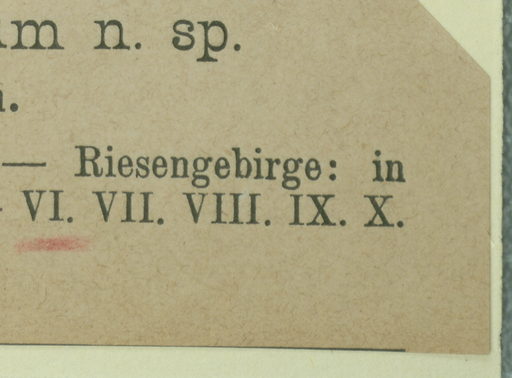 n. sp.
— Riesengebirge: in
VI. VII. VIII. IX. X.